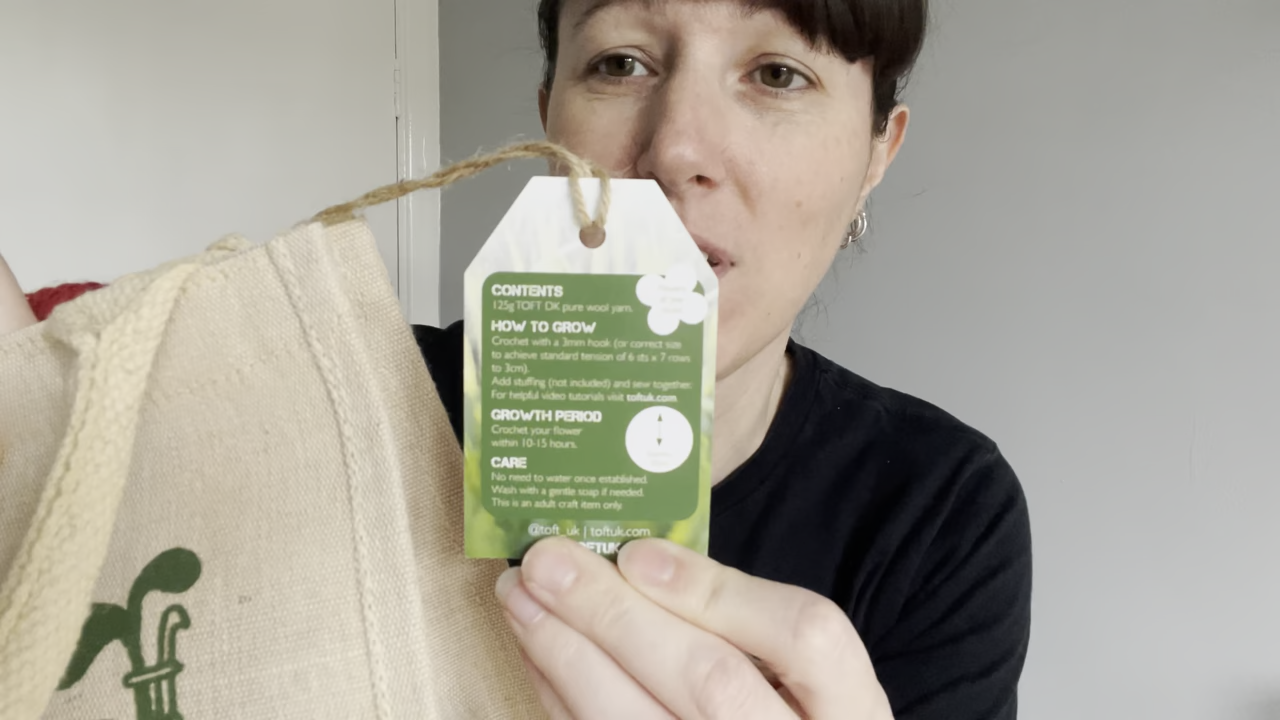 CONTENTS
125g TOFT DK pure wool yarn.
HOW TO GROW
Crochet with a 3mm hook (or correct size
to achieve standard tension of 6 sts x 7 rows
to 3cm).
Add stuffing (not included) and sew together.
For helpful video tutorials visit toftuk.com.
GROWTH PERIOD
Crochet your flower
within 10-15 hours.
CARE
No need to water once established.
Wash with a gentle soap if needed.
This is an adult craft item only.
@toft_uk | toftuk.com